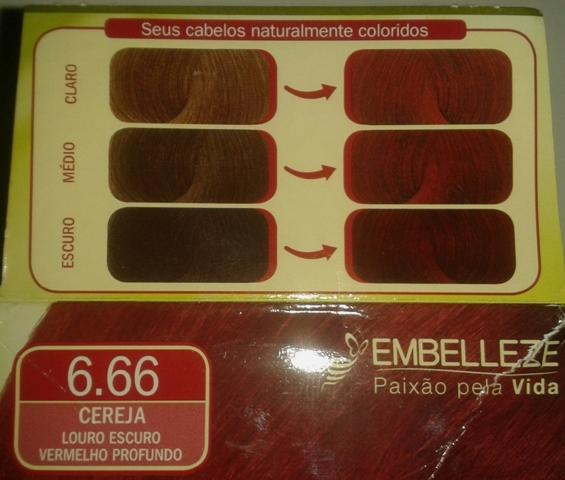 Seus cabelos naturalmente coloridos
CLARO
MÉDIO
ESCURO
6.66
CEREJA
LOURO ESCURO
VERMELHO PROFUNDO
EMBELLEZE
Paixão pela Vida